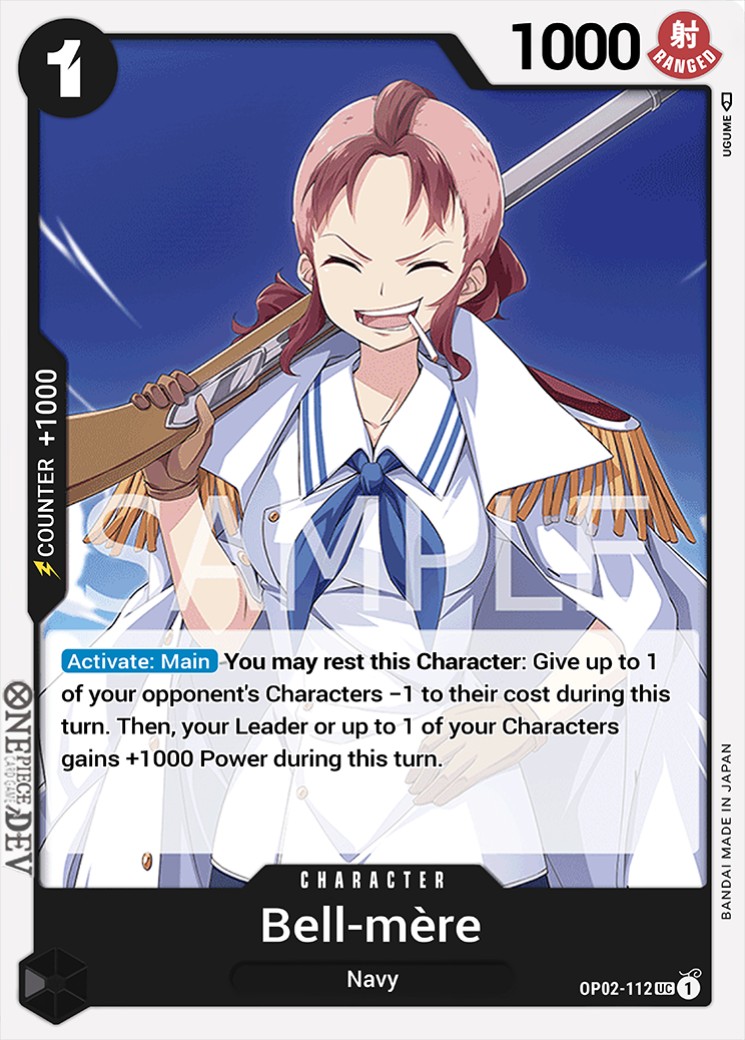 1
1000
射
RANGED
UGUME
COUNTER +1000
SAMPLE
Activate: Main You may rest this Character: Give up to 1
of your opponent's Characters −1 to their cost during this
turn. Then, your Leader or up to 1 of your Characters
gains +1000 Power during this turn.
ONE PIECE
CARD GAME
DEV
BANDAI MADE IN JAPAN
CHARACTER
Bell-mère
Navy
OP02-112 UC 1